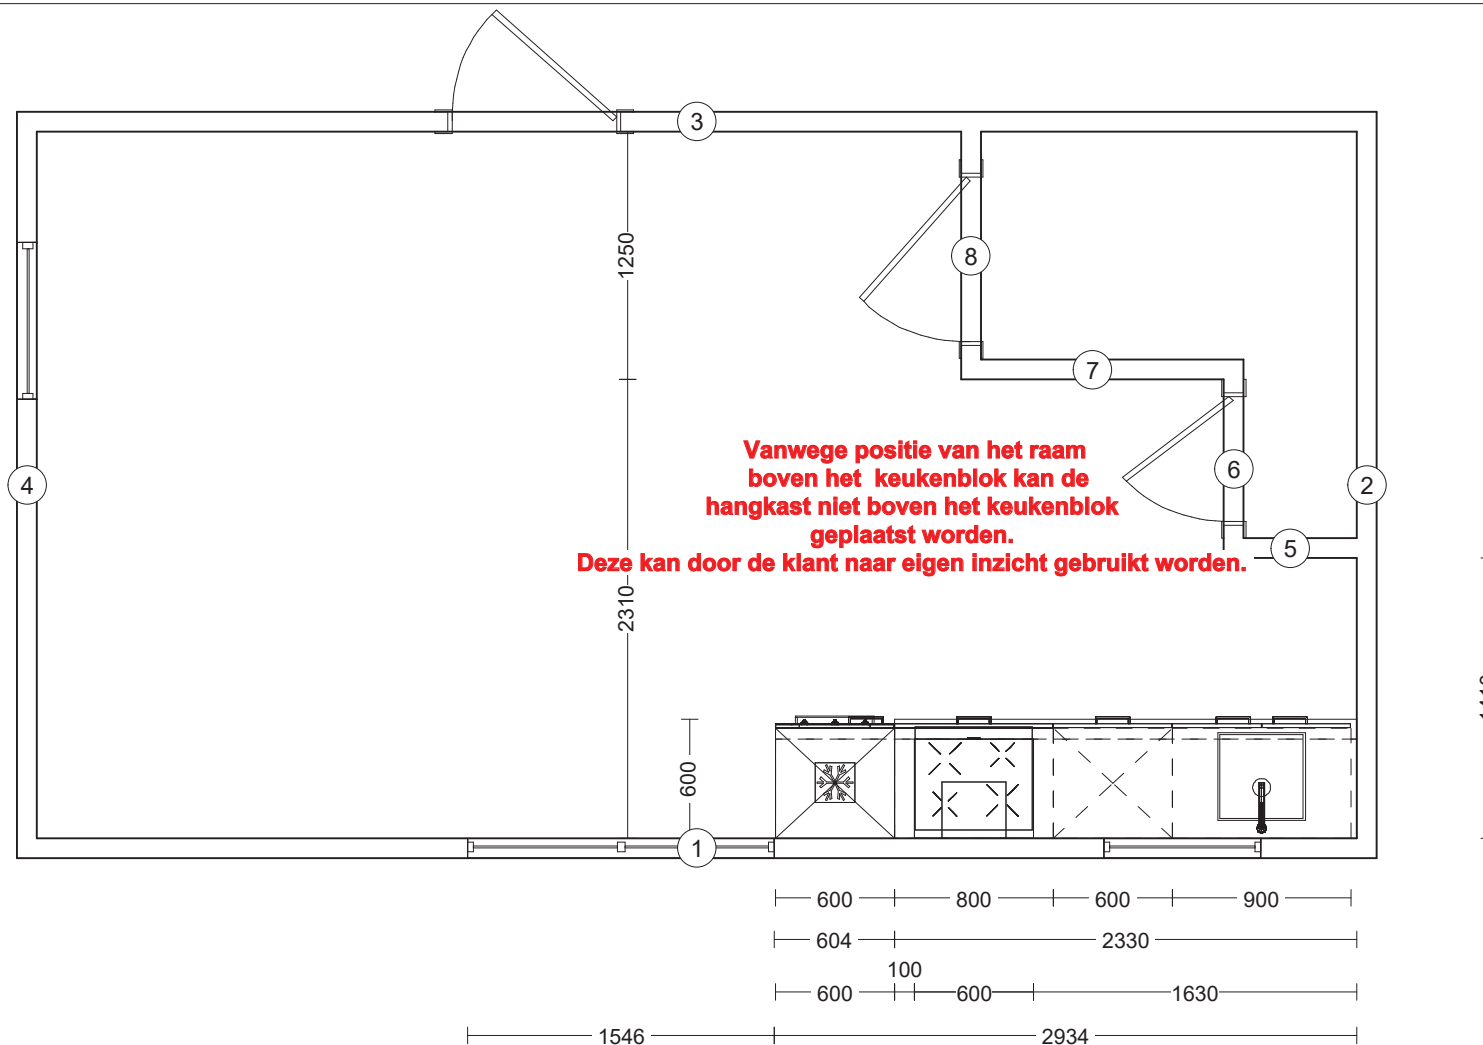 3
1250
8
7
Vanwege positie van het raam
boven het keukenblok kan de
hangkast niet boven het keukenblok
geplaatst worden.
Deze kan door de klant naar eigen inzicht gebruikt worden.
4
6
2
5
2310
600
1
600 800 600 900
604 2330
100
600 600 1630
1546 2934